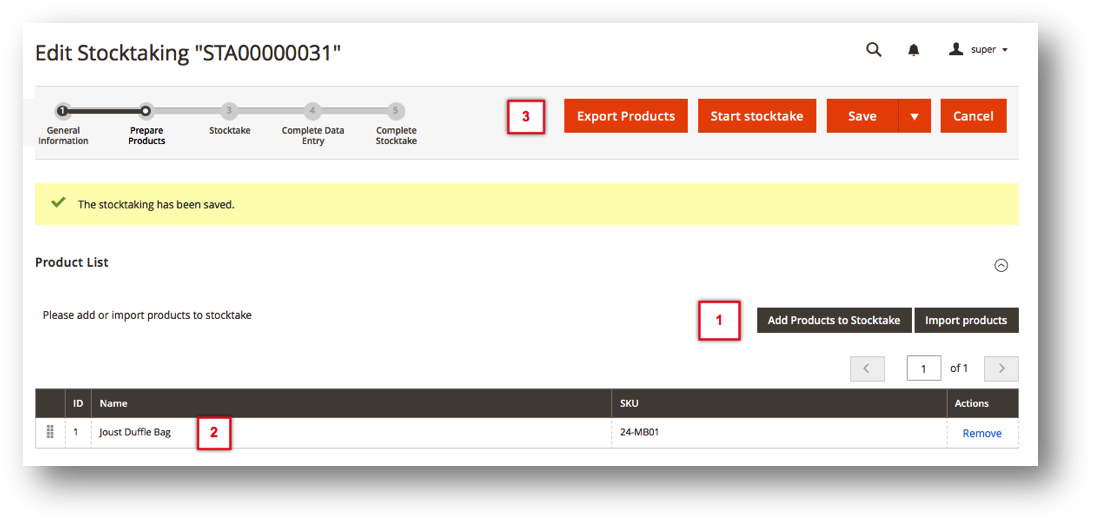 Edit Stocktaking "STA00000031"
super
1 3 4 5
General Information
Prepare Products
Stocktake
Complete Data Entry
Complete Stocktake
3
Export Products
Start stocktake
Save
Cancel
The stocktaking has been saved.
Product List
Please add or import products to stocktake
1
Add Products to Stocktake
Import products
1 of 1
ID Name SKU Actions
1 Joust Duffle Bag 2 24-MB01 Remove